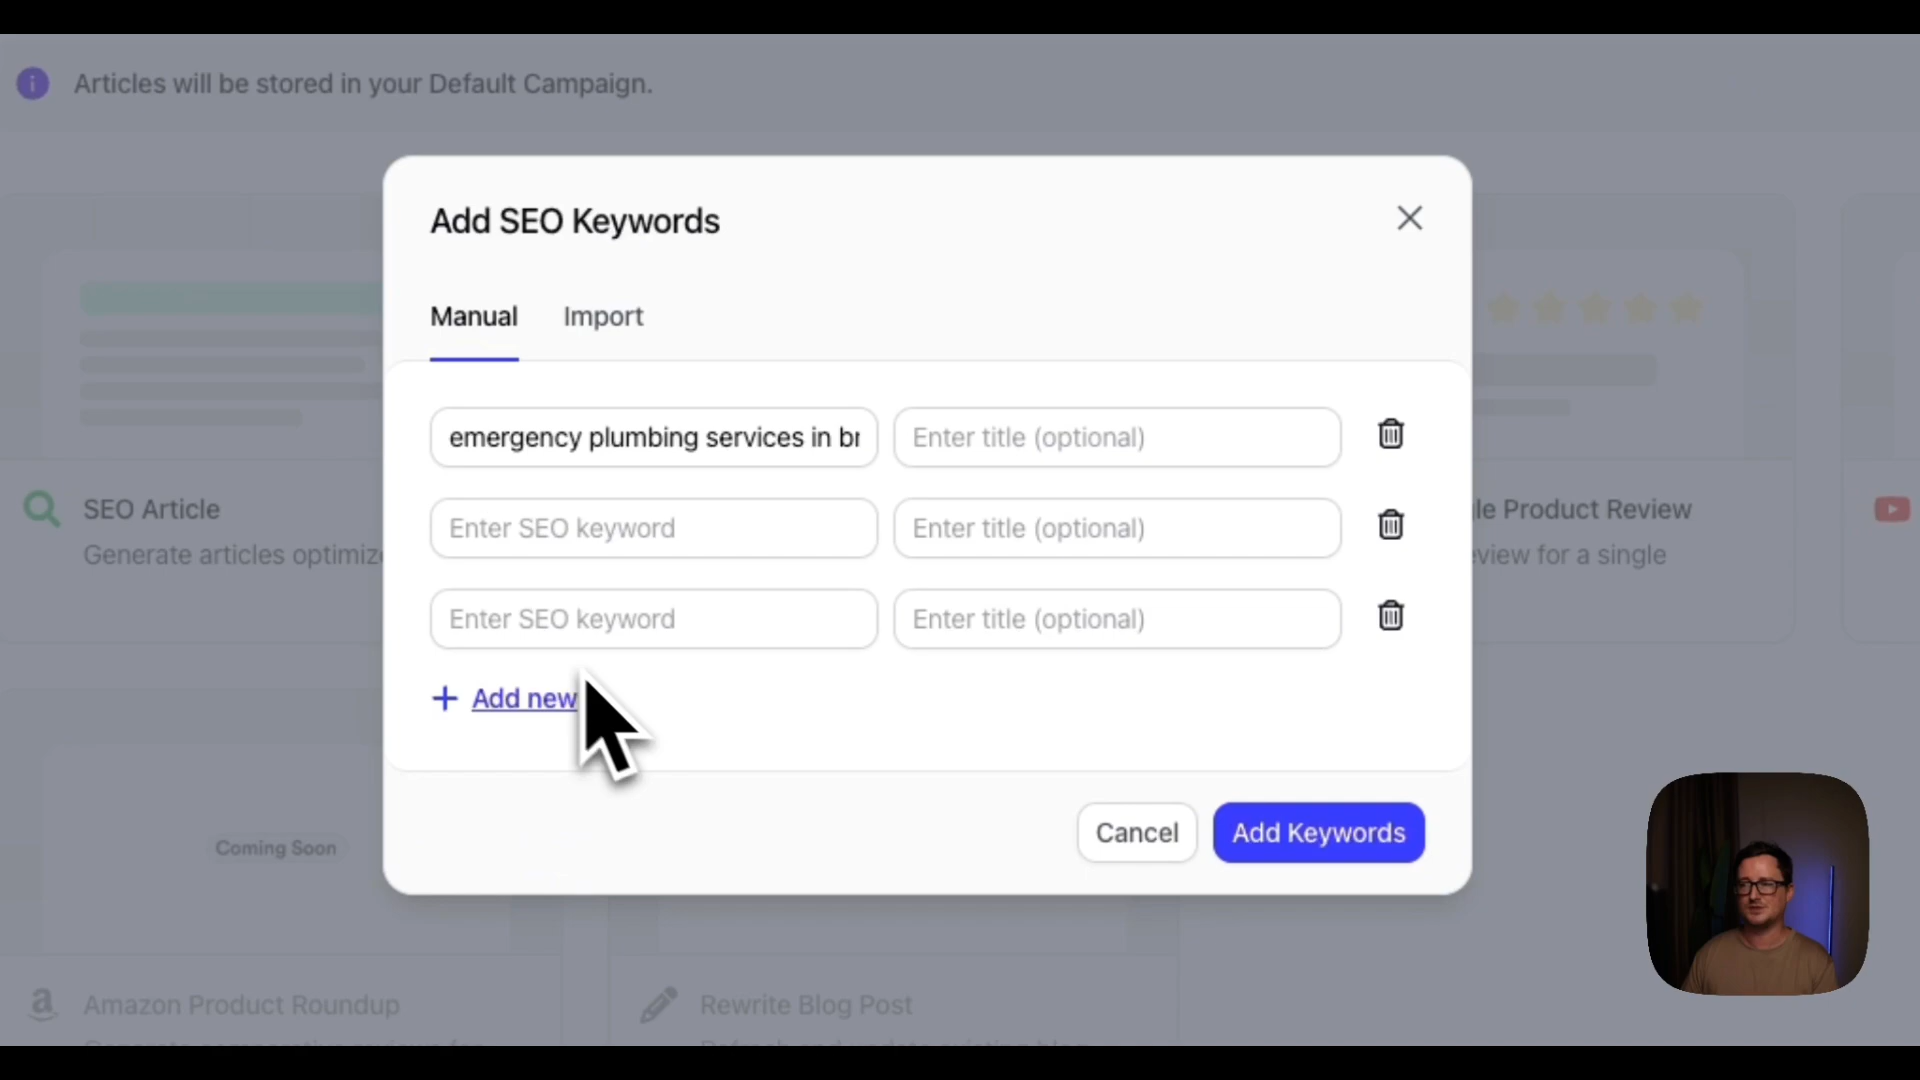 Articles will be stored in your Default Campaign.
Add SEO Keywords
Manual
Import
emergency plumbing services in br
Enter title (optional)
Enter SEO keyword
Enter title (optional)
Enter SEO keyword
Enter title (optional)
+ Add new
Cancel
Add Keywords
SEO Article
Generate articles optimiz
le Product Review
view for a single
Coming Soon
Amazon Product Roundup
Rewrite Blog Post